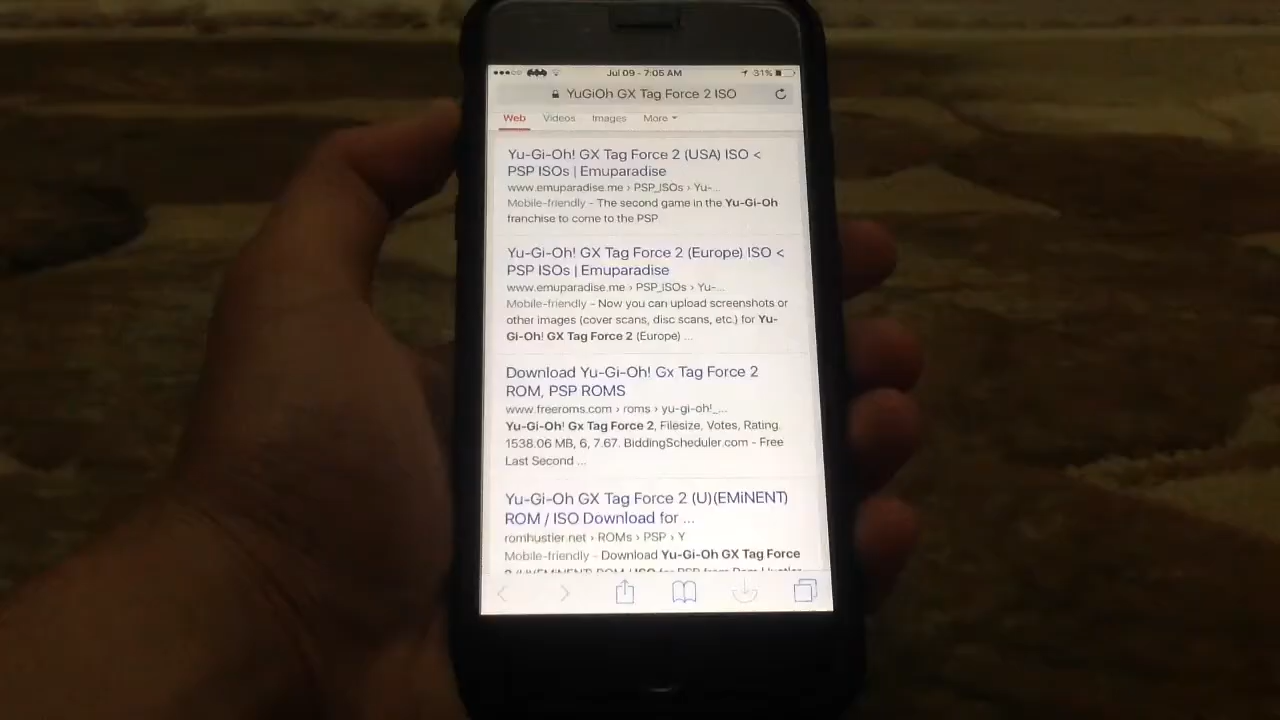 Jul 09 - 7:05 AM
31%
YuGiOh GX Tag Force 2 ISO
Web Videos Images More
Yu-Gi-Oh! GX Tag Force 2 (USA) ISO <
PSP ISOs | Emuparadise
www.emuparadise.me › PSP_ISOs › Yu-...
Mobile-friendly - The second game in the Yu-Gi-Oh
franchise to come to the PSP
Yu-Gi-Oh! GX Tag Force 2 (Europe) ISO <
PSP ISOs | Emuparadise
www.emuparadise.me › PSP_ISOs › Yu-...
Mobile-friendly - Now you can upload screenshots or
other images (cover scans, disc scans, etc.) for Yu-
Gi-Oh! GX Tag Force 2 (Europe) ...
Download Yu-Gi-Oh! Gx Tag Force 2
ROM, PSP ROMS
www.freeroms.com › roms › yu-gi-oh!_...
Yu-Gi-Oh! Gx Tag Force 2, Filesize, Votes, Rating.
1538.06 MB, 6, 7.67. BiddingScheduler.com - Free
Last Second ...
Yu-Gi-Oh GX Tag Force 2 (U)(EMiNENT)
ROM / ISO Download for ...
romhustler.net › ROMs › PSP › Y
Mobile-friendly - Download Yu-Gi-Oh GX Tag Force